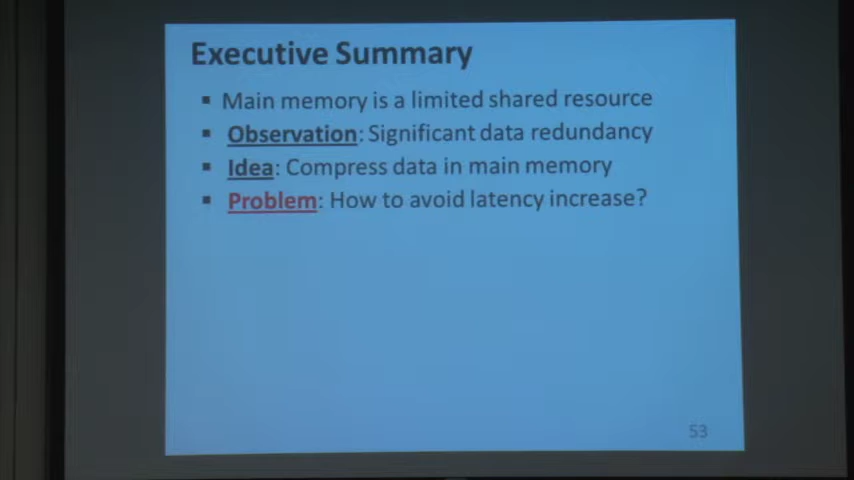 Executive Summary
▪ Main memory is a limited shared resource
▪ Observation: Significant data redundancy
▪ Idea: Compress data in main memory
▪ Problem: How to avoid latency increase?
53